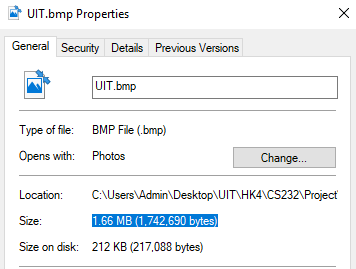 UIT.bmp Properties
General Security Details Previous Versions
UIT.bmp
Type of file: BMP File (.bmp)
Opens with: Photos Change...
Location: C:\Users\Admin\Desktop\UIT\HK4\CS232\Project\
Size: 1.66 MB (1,742,690 bytes)
Size on disk: 212 KB (217,088 bytes)